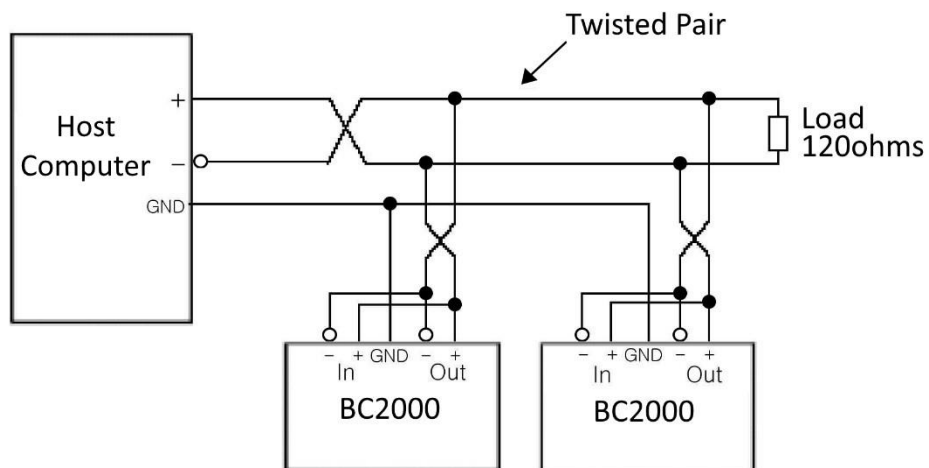 Twisted Pair
+
Host
Computer
−
GND
Load
120ohms
− + GND − +
In Out
BC2000
− + GND − +
In Out
BC2000